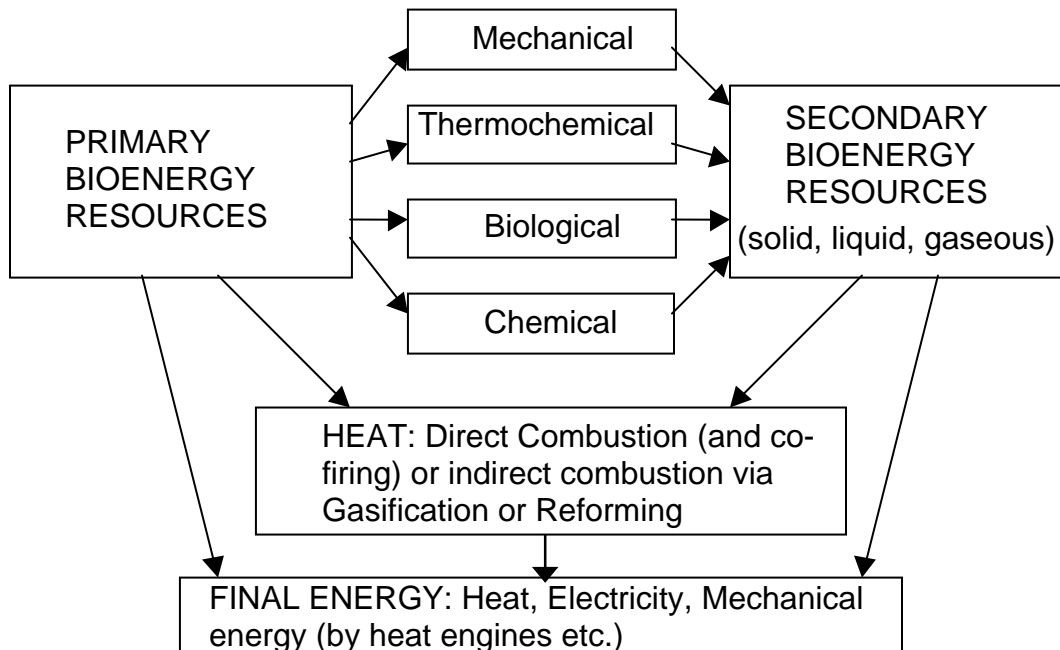 Mechanical
PRIMARY
BIOENERGY
RESOURCES
Thermochemical
Biological
Chemical
SECONDARY
BIOENERGY
RESOURCES
(solid, liquid, gaseous)
HEAT: Direct Combustion (and co-
firing) or indirect combustion via
Gasification or Reforming
FINAL ENERGY: Heat, Electricity, Mechanical
energy (by heat engines etc.)